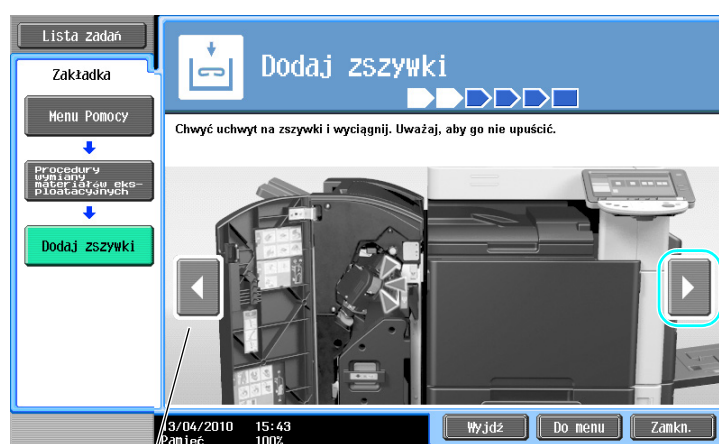 Lista zadań
Zakładka
Menu Pomocy
Procedury
wymiany
materiałów eks-
ploatacyjnych
Dodaj zszywki
Dodaj zszywki
Chwyć uchwyt na zszywki i wyciągnij. Uważaj, aby go nie upuścić.
3/04/2010 15:43
Pamięć 100%
Wyjdź
Do menu
Zamkn.